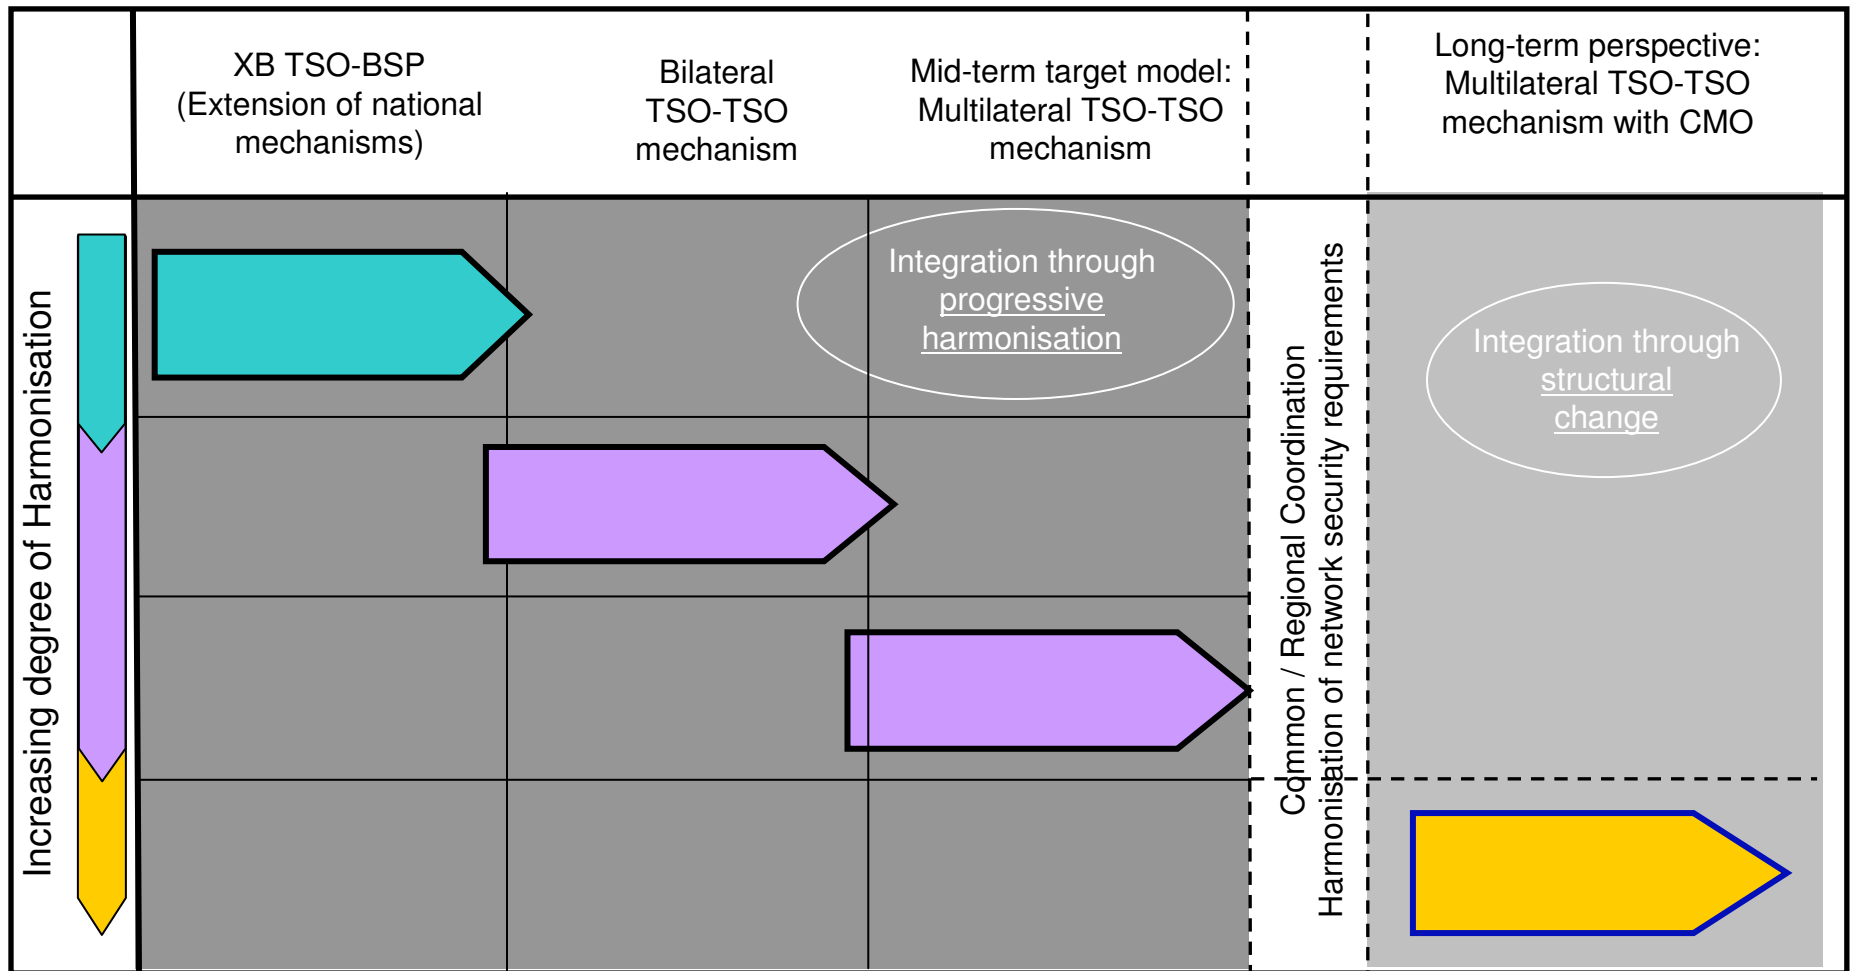 XB TSO-BSP
(Extension of national
mechanisms)
Bilateral
TSO-TSO
mechanism
Mid-term target model:
Multilateral TSO-TSO
mechanism
Long-term perspective:
Multilateral TSO-TSO
mechanism with CMO
Increasing degree of Harmonisation
Integration through
progressive
harmonisation
Common / Regional Coordination
Harmonisation of network security requirements
Integration through
structural
change